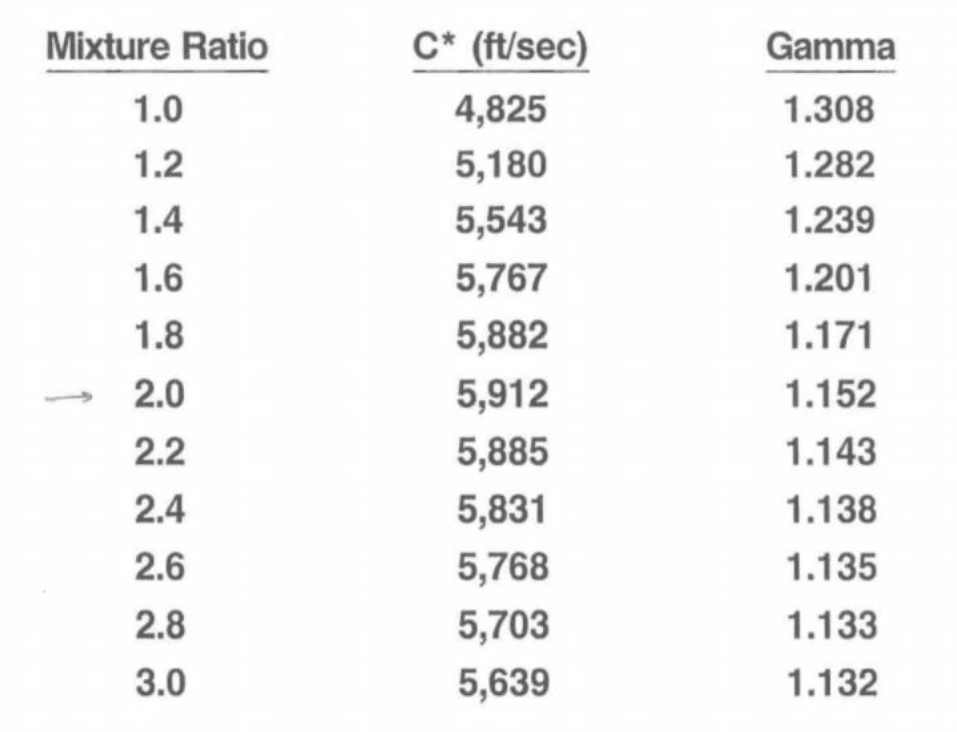 Mixture Ratio C* (ft/sec) Gamma
1.0 4,825 1.308
1.2 5,180 1.282
1.4 5,543 1.239
1.6 5,767 1.201
1.8 5,882 1.171
→ 2.0 5,912 1.152
2.2 5,885 1.143
2.4 5,831 1.138
2.6 5,768 1.135
2.8 5,703 1.133
3.0 5,639 1.132